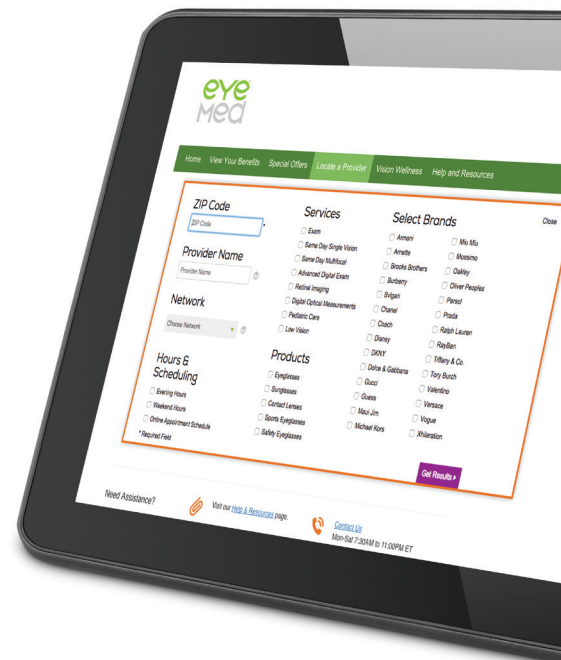 eye
med
Home View Your Benefits Special Offers Locate a Provider Vision Wellness Help and Resources
Close
ZIP Code
ZIP Code
*
Provider Name
Provider Name
Network
Choose Network
Hours &
Scheduling
Evening Hours
Weekend Hours
Online Appointment Schedule
* Required Field
Services
Exam
Same Day Single Vision
Same Day Multifocal
Advanced Digital Exam
Retinal Imaging
Digital Optical Measurements
Pediatric Care
Low Vision
Products
Eyeglasses
Sunglasses
Contact Lenses
Sports Eyeglasses
Safety Eyeglasses
Select Brands
Armani
Arnette
Brooks Brothers
Burberry
Bvlgari
Chanel
Coach
Disney
DKNY
Dolce & Gabbana
Gucci
Guess
Maui Jim
Michael Kors
Miu Miu
Mossimo
Oakley
Oliver Peoples
Persol
Prada
Ralph Lauren
RayBan
Tiffany & Co.
Tory Burch
Valentino
Versace
Vogue
Xhilaration
Get Results
Need Assistance?
Visit our Help & Resources page.
Contact Us
Mon-Sat 7:30AM to 11:00PM ET